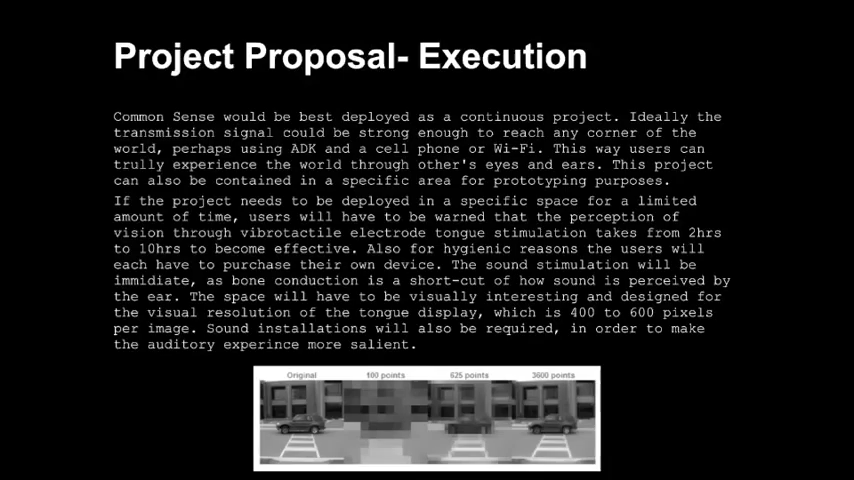 Project Proposal- Execution
Common Sense would be best deployed as a continuous project. Ideally the
transmission signal could be strong enough to reach any corner of the
world, perhaps using ADK and a cell phone or Wi-Fi. This way users can
trully experience the world through other's eyes and ears. This project
can also be contained in a specific area for prototyping purposes.
If the project needs to be deployed in a specific space for a limited
amount of time, users will have to be warned that the perception of
vision through vibrotactile electrode tongue stimulation takes from 2hrs
to 10hrs to become effective. Also for hygienic reasons the users will
each have to purchase their own device. The sound stimulation will be
immidiate, as bone conduction is a short-cut of how sound is perceived by
the ear. The space will have to be visually interesting and designed for
the visual resolution of the tongue display, which is 400 to 600 pixels
per image. Sound installations will also be required, in order to make
the auditory experince more salient.
Original 100 points 625 points 3600 points